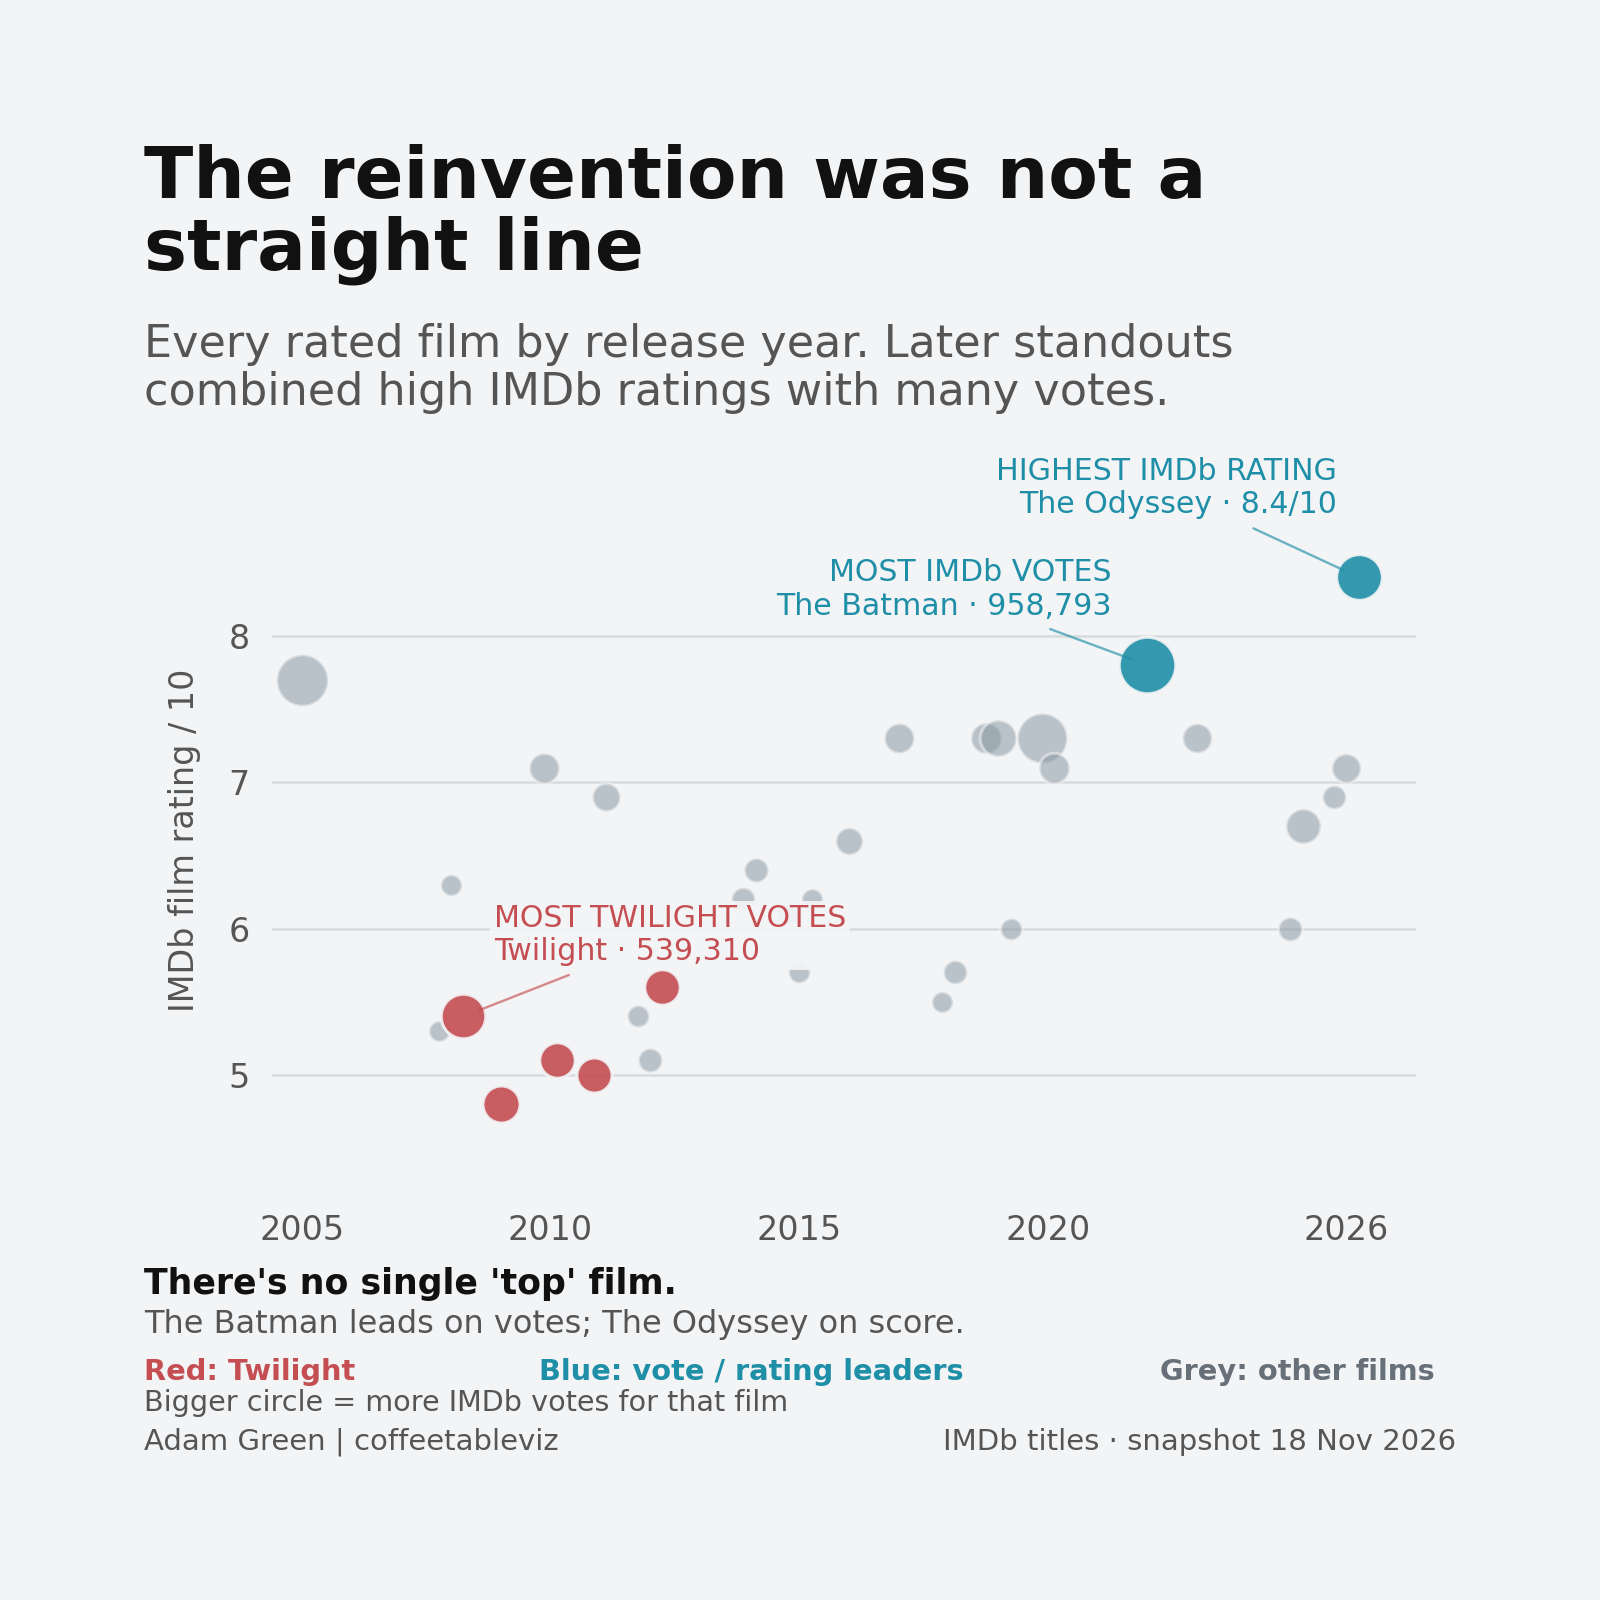 The reinvention was not a
straight line
Every rated film by release year. Later standouts
combined high IMDb ratings with many votes.
HIGHEST IMDb RATING
The Odyssey · 8.4/10
MOST IMDb VOTES
The Batman · 958,793
8
7
6
5
IMDb film rating / 10
MOST TWILIGHT VOTES
Twilight · 539,310
2005 2010 2015 2020 2026
There's no single 'top' film.
The Batman leads on votes; The Odyssey on score.
Red: Twilight Blue: vote / rating leaders Grey: other films
Bigger circle = more IMDb votes for that film
Adam Green | coffeetableviz IMDb titles · snapshot 18 Nov 2026